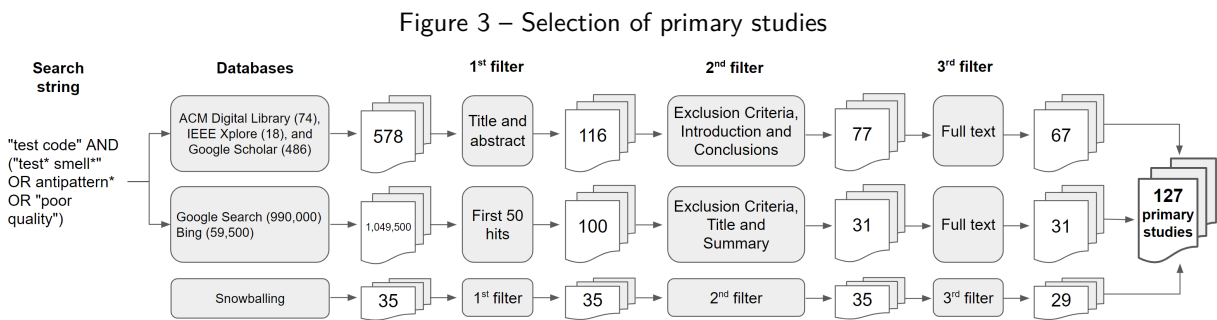 Figure 3 – Selection of primary studies
Search
string
Databases
1st filter
2nd filter
3rd filter
"test code" AND
("test* smell*"
OR antipattern*
OR "poor
quality")
ACM Digital Library (74),
IEEE Xplore (18), and
Google Scholar (486)
578
Title and
abstract
116
Exclusion Criteria,
Introduction and
Conclusions
77
Full text
67
Google Search (990,000)
Bing (59,500)
1,049,500
First 50
hits
100
Exclusion Criteria,
Title and
Summary
31
Full text
31
127
primary
studies
Snowballing
35
1st filter
35
2nd filter
35
3rd filter
29